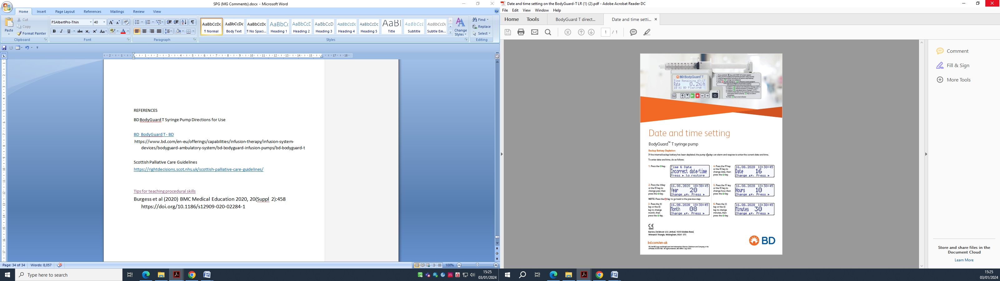 SPG (MG Comments).docx - Microsoft Word
Home Insert Page Layout References Mailings Review View
Paste
Cut
Copy
Format Painter
Clipboard
FSAlbertPro-Thin 40
Font
Paragraph
AaBbCcDc AaBbCcDc AaBbCcDc AaBbC AaBbCcD AaBbCcD AaBbCcDc AaBbCcD AaB AaBbCcL AaBbCcDc
¶ Normal Body Text ¶ No Spaci... Heading 1 Heading 2 Heading 3 Heading 4 Heading 5 Title Subtitle Subtle Em...
Change Styles
Styles
Find
Replace
Select
Editing
REFERENCES
BD BodyGuard T Syringe Pump Directions for Use
BD BodyGuard T - BD
https://www.bd.com/en-eu/offerings/capabilities/infusion-therapy/infusion-system-
devices/bodyguard-ambulatory-system/bd-bodyguard-infusion-pumps/bd-bodyguard-t
Scottish Palliative Care Guidelines
https://rightdecisions.scot.nhs.uk/scottish-palliative-care-guidelines/
Tips for teaching procedural skills
Burgess et al (2020) BMC Medical Education 2020, 20(Suppl 2):458
https://doi.org/10.1186/s12909-020-02284-1
Page: 34 of 34 Words: 8,057 100%
Type here to search
15:25
03/01/2024
Date and time setting on the BodyGuard-T LR (1) (2).pdf - Adobe Acrobat Reader DC
File Edit View Window Help
Home Tools BodyGuard T direct... Date and time setti... ×
1 / 1
BD BodyGuard T
Time Remaining 47:17
Rate 0.2ml/h
10 ml BD Plastipak
Date and time setting
BodyGuard™ T syringe pump
Backup Battery Depletion
If the internal backup battery has been depleted, the pump displays an alarm and requires to enter the current date and time.
To enter date and time, do as follows:
1. Press the key.
Time & Date
Incorrect date/time
Press ► to restore
2. Press the key
or the key to
change year, then
press the key.
16.08.2020 10:30:45
Year 20
Change ▲▼, Press ►
NOTE: Press the key to go back to the previous step.
3. Press the
key or the
key to change
month, then
press the key.
16.08.2020 10:30:45
Month 08
Change ▲▼, Press ►
4. Press the key
or the key to
change date, then
press the key.
16.08.2020 10:30:45
Date 16
Change ▲▼, Press ►
5. Press the key
or the key to
change hour, then
press the key.
16.08.2020 10:30:45
Hours 10
Change ▲▼, Press ►
6. Press the
key or the
key to change
minutes, then
press the key.
16.08.2020 10:30:45
Minutes 30
Change ▲▼, Press ►
CE
0344
Becton, Dickinson U.K. Limited, 1030 Eskdale Road,
Winnersh Triangle, Wokingham, RG41 5TS
bd.com/en-uk
BD
Comment
Fill & Sign
More Tools
Store and share files in the
Document Cloud
Learn More
15:25
03/01/2024